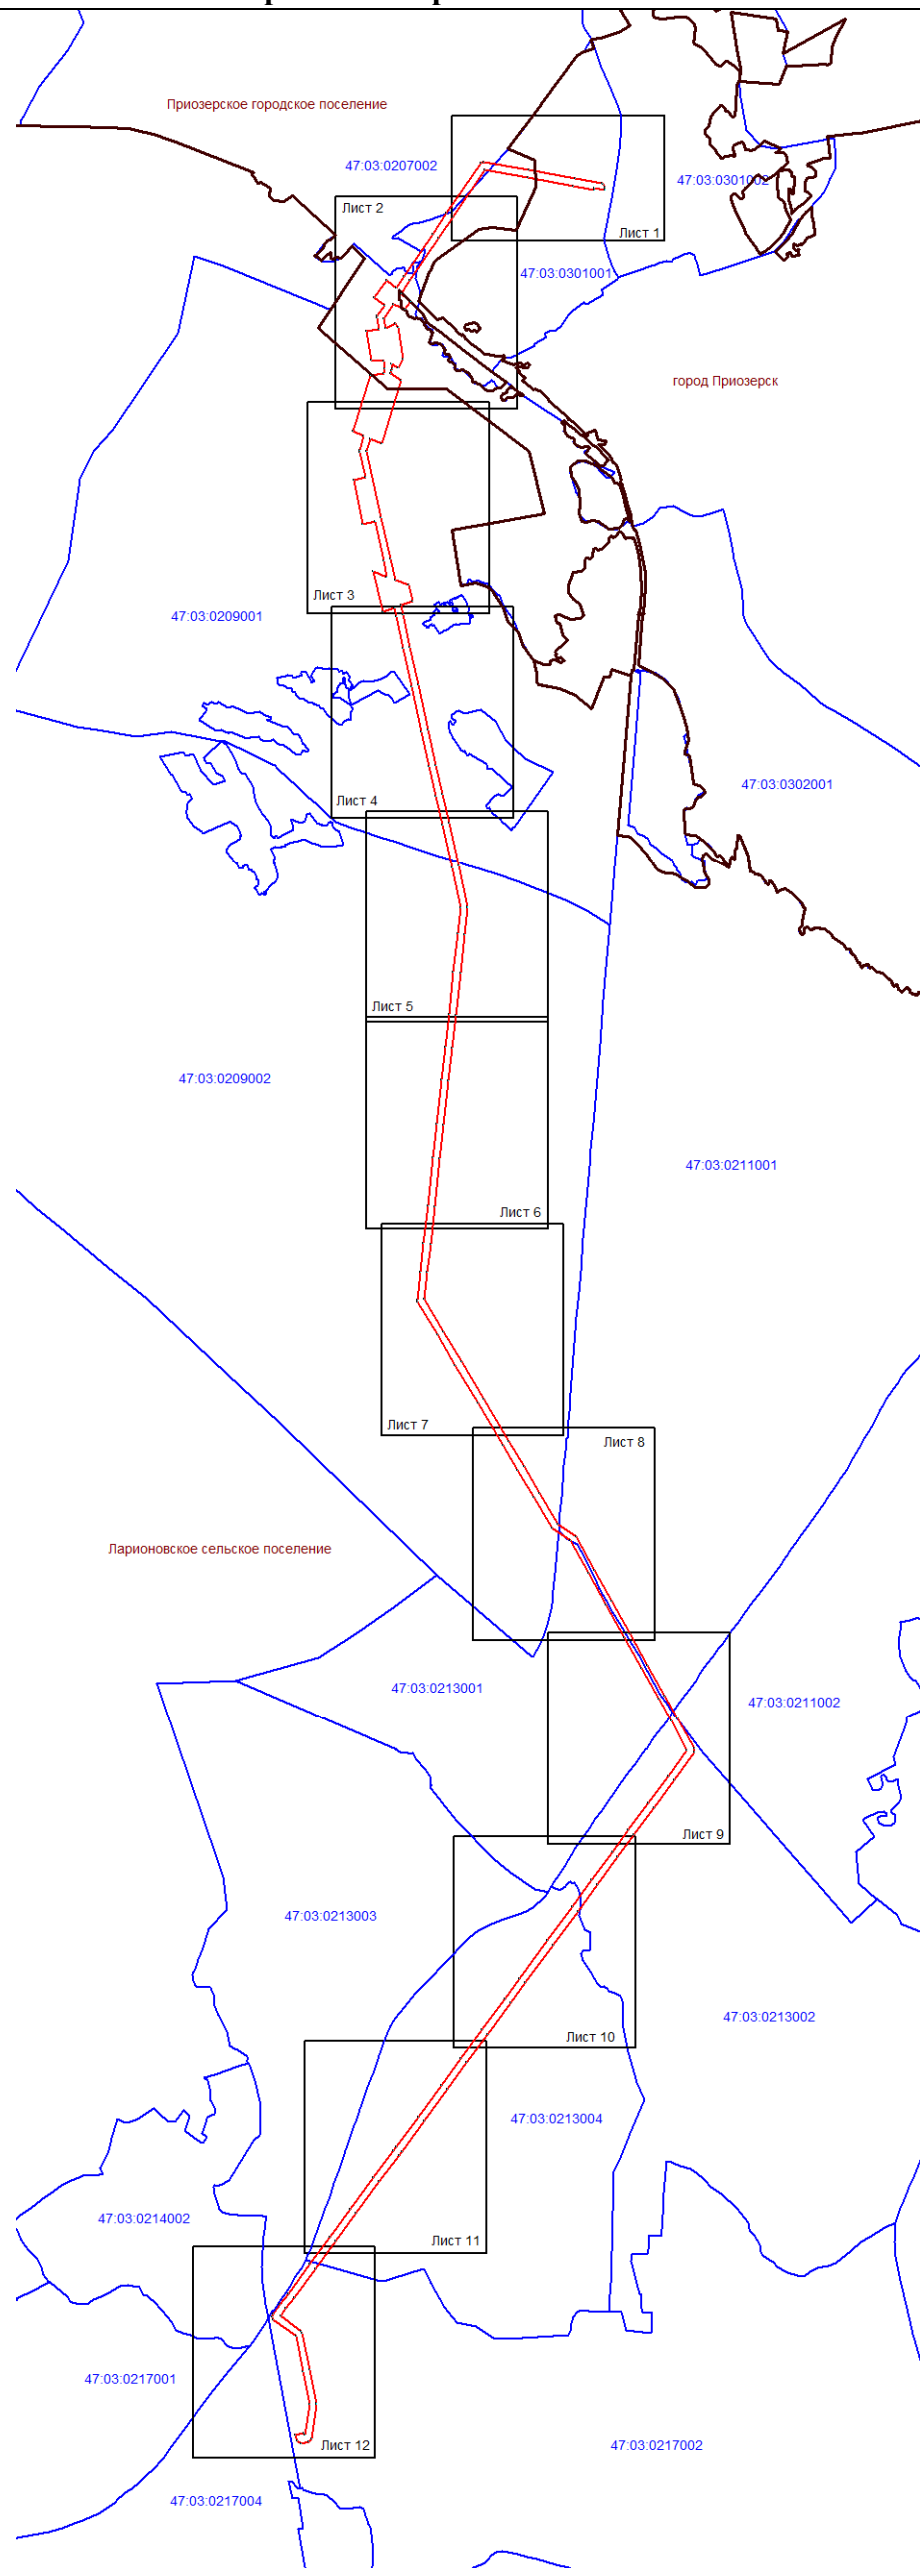 Приозерское городское поселение
47:03:0207002
47:03:0301002
Лист 2
Лист 1
47:03:0301001
город Приозерск
Лист 3
47:03:0209001
47:03:0302001
Лист 4
Лист 5
47:03:0209002
47:03:0211001
Лист 6
Лист 7
Лист 8
Ларионовское сельское поселение
47:03:0213001
47:03:0211002
Лист 9
47:03:0213003
47:03:0213002
Лист 10
47:03:0213004
47:03:0214002
Лист 11
47:03:0217001
Лист 12
47:03:0217002
47:03:0217004